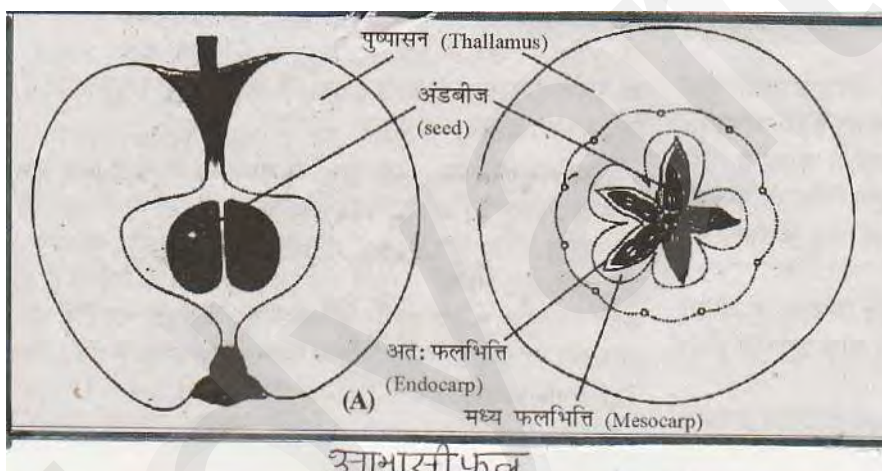 पुष्पासन (Thallamus)
अंडबीज
(seed)
अत: फलभित्ति
(Endocarp)
(A)
मध्य फलभित्ति (Mesocarp)
आभासी फल